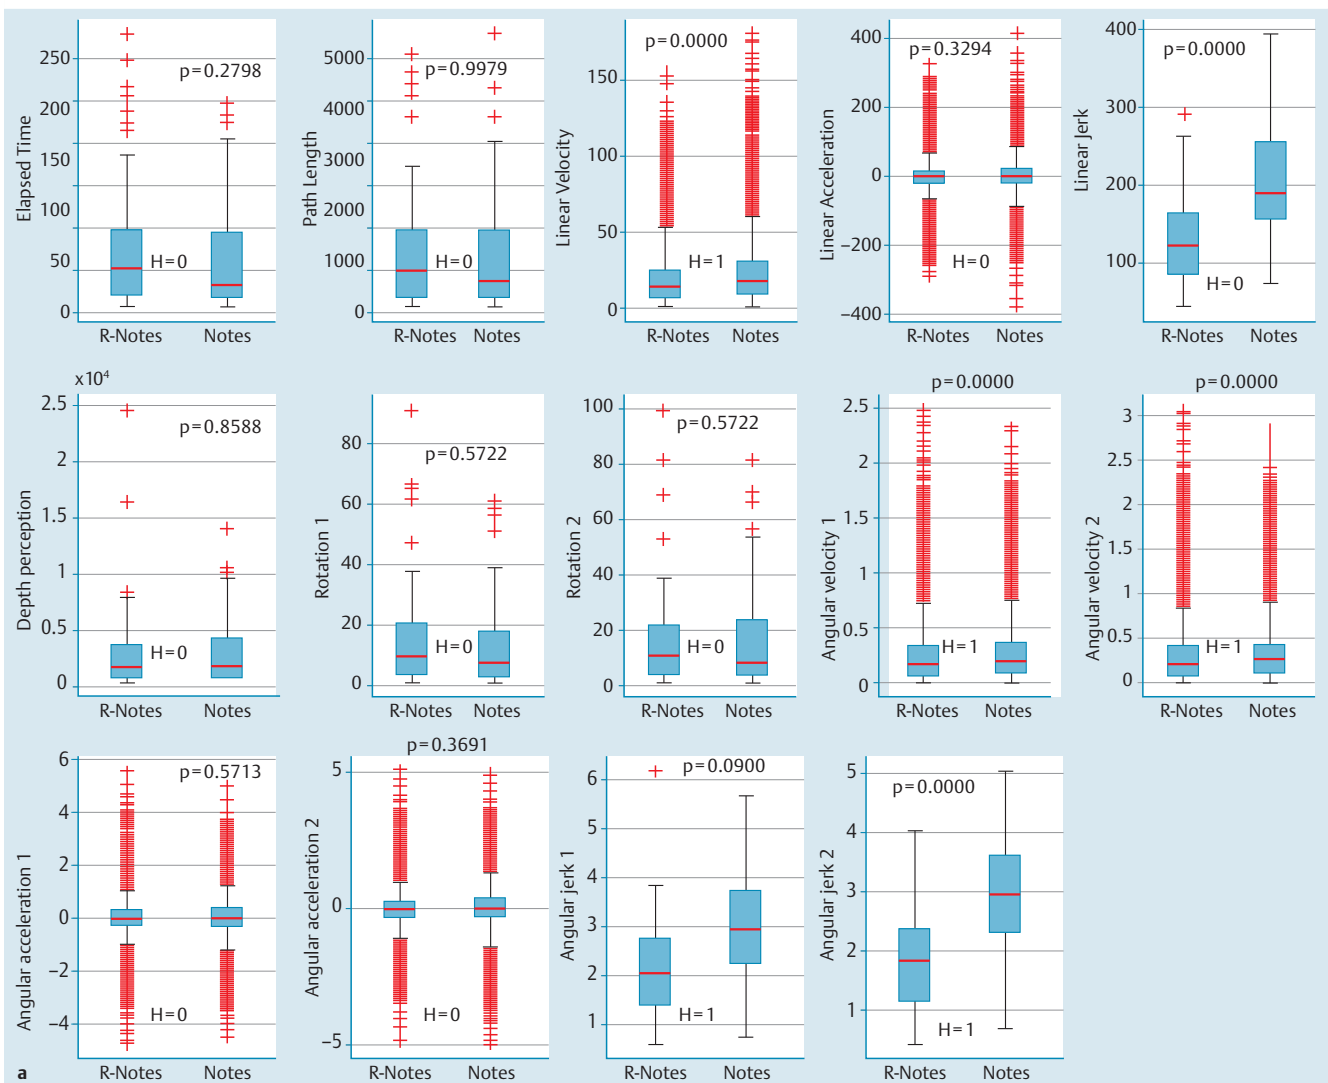 Elapsed Time
250
200
150
100
50
0
p=0.2798
H=0
R-Notes Notes
Path Length
5000
4000
3000
2000
1000
0
p=0.9979
H=0
R-Notes Notes
Linear Velocity
150
100
50
0
p=0.0000
H=1
R-Notes Notes
Linear Acceleration
400
200
0
−200
−400
p=0.3294
H=0
R-Notes Notes
Linear Jerk
400
300
200
100
p=0.0000
H=0
R-Notes Notes
Depth perception
x10⁴
2.5
2
1.5
1
0.5
0
p=0.8588
H=0
R-Notes Notes
Rotation 1
80
60
40
20
0
p=0.5722
H=0
R-Notes Notes
Rotation 2
100
80
60
40
20
0
p=0.5722
H=0
R-Notes Notes
Angular velocity 1
p=0.0000
2.5
2
1.5
1
0.5
0
H=1
R-Notes Notes
Angular velocity 2
p=0.0000
3
2.5
2
1.5
1
0.5
0
H=1
R-Notes Notes
Angular acceleration 1
6
4
2
0
−2
−4
p=0.5713
H=0
R-Notes Notes
Angular acceleration 2
p=0.3691
5
0
−5
H=0
R-Notes Notes
Angular jerk 1
6
5
4
3
2
1
p=0.0900
H=1
R-Notes Notes
Angular jerk 2
5
4
3
2
1
p=0.0000
H=1
R-Notes Notes
a